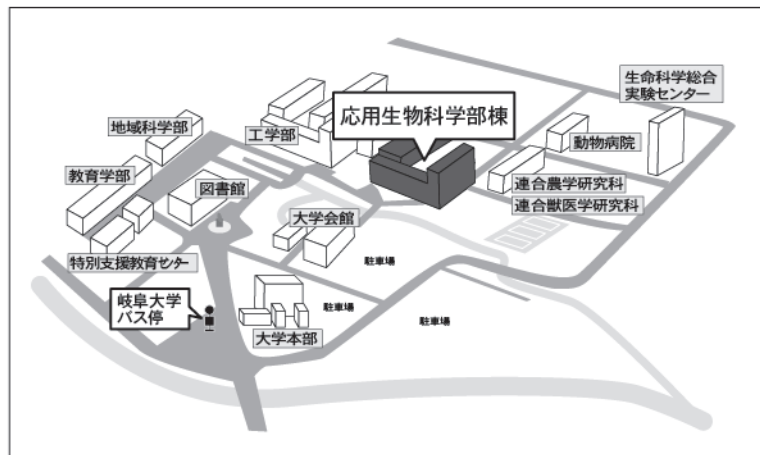 生命科学総合
実験センター
応用生物科学部棟
地域科学部
工学部
動物病院
教育学部
図書館
連合農学研究科
連合獣医学研究科
大学会館
特別支援教育センター
駐車場
岐阜大学
バス停
駐車場
駐車場
大学本部